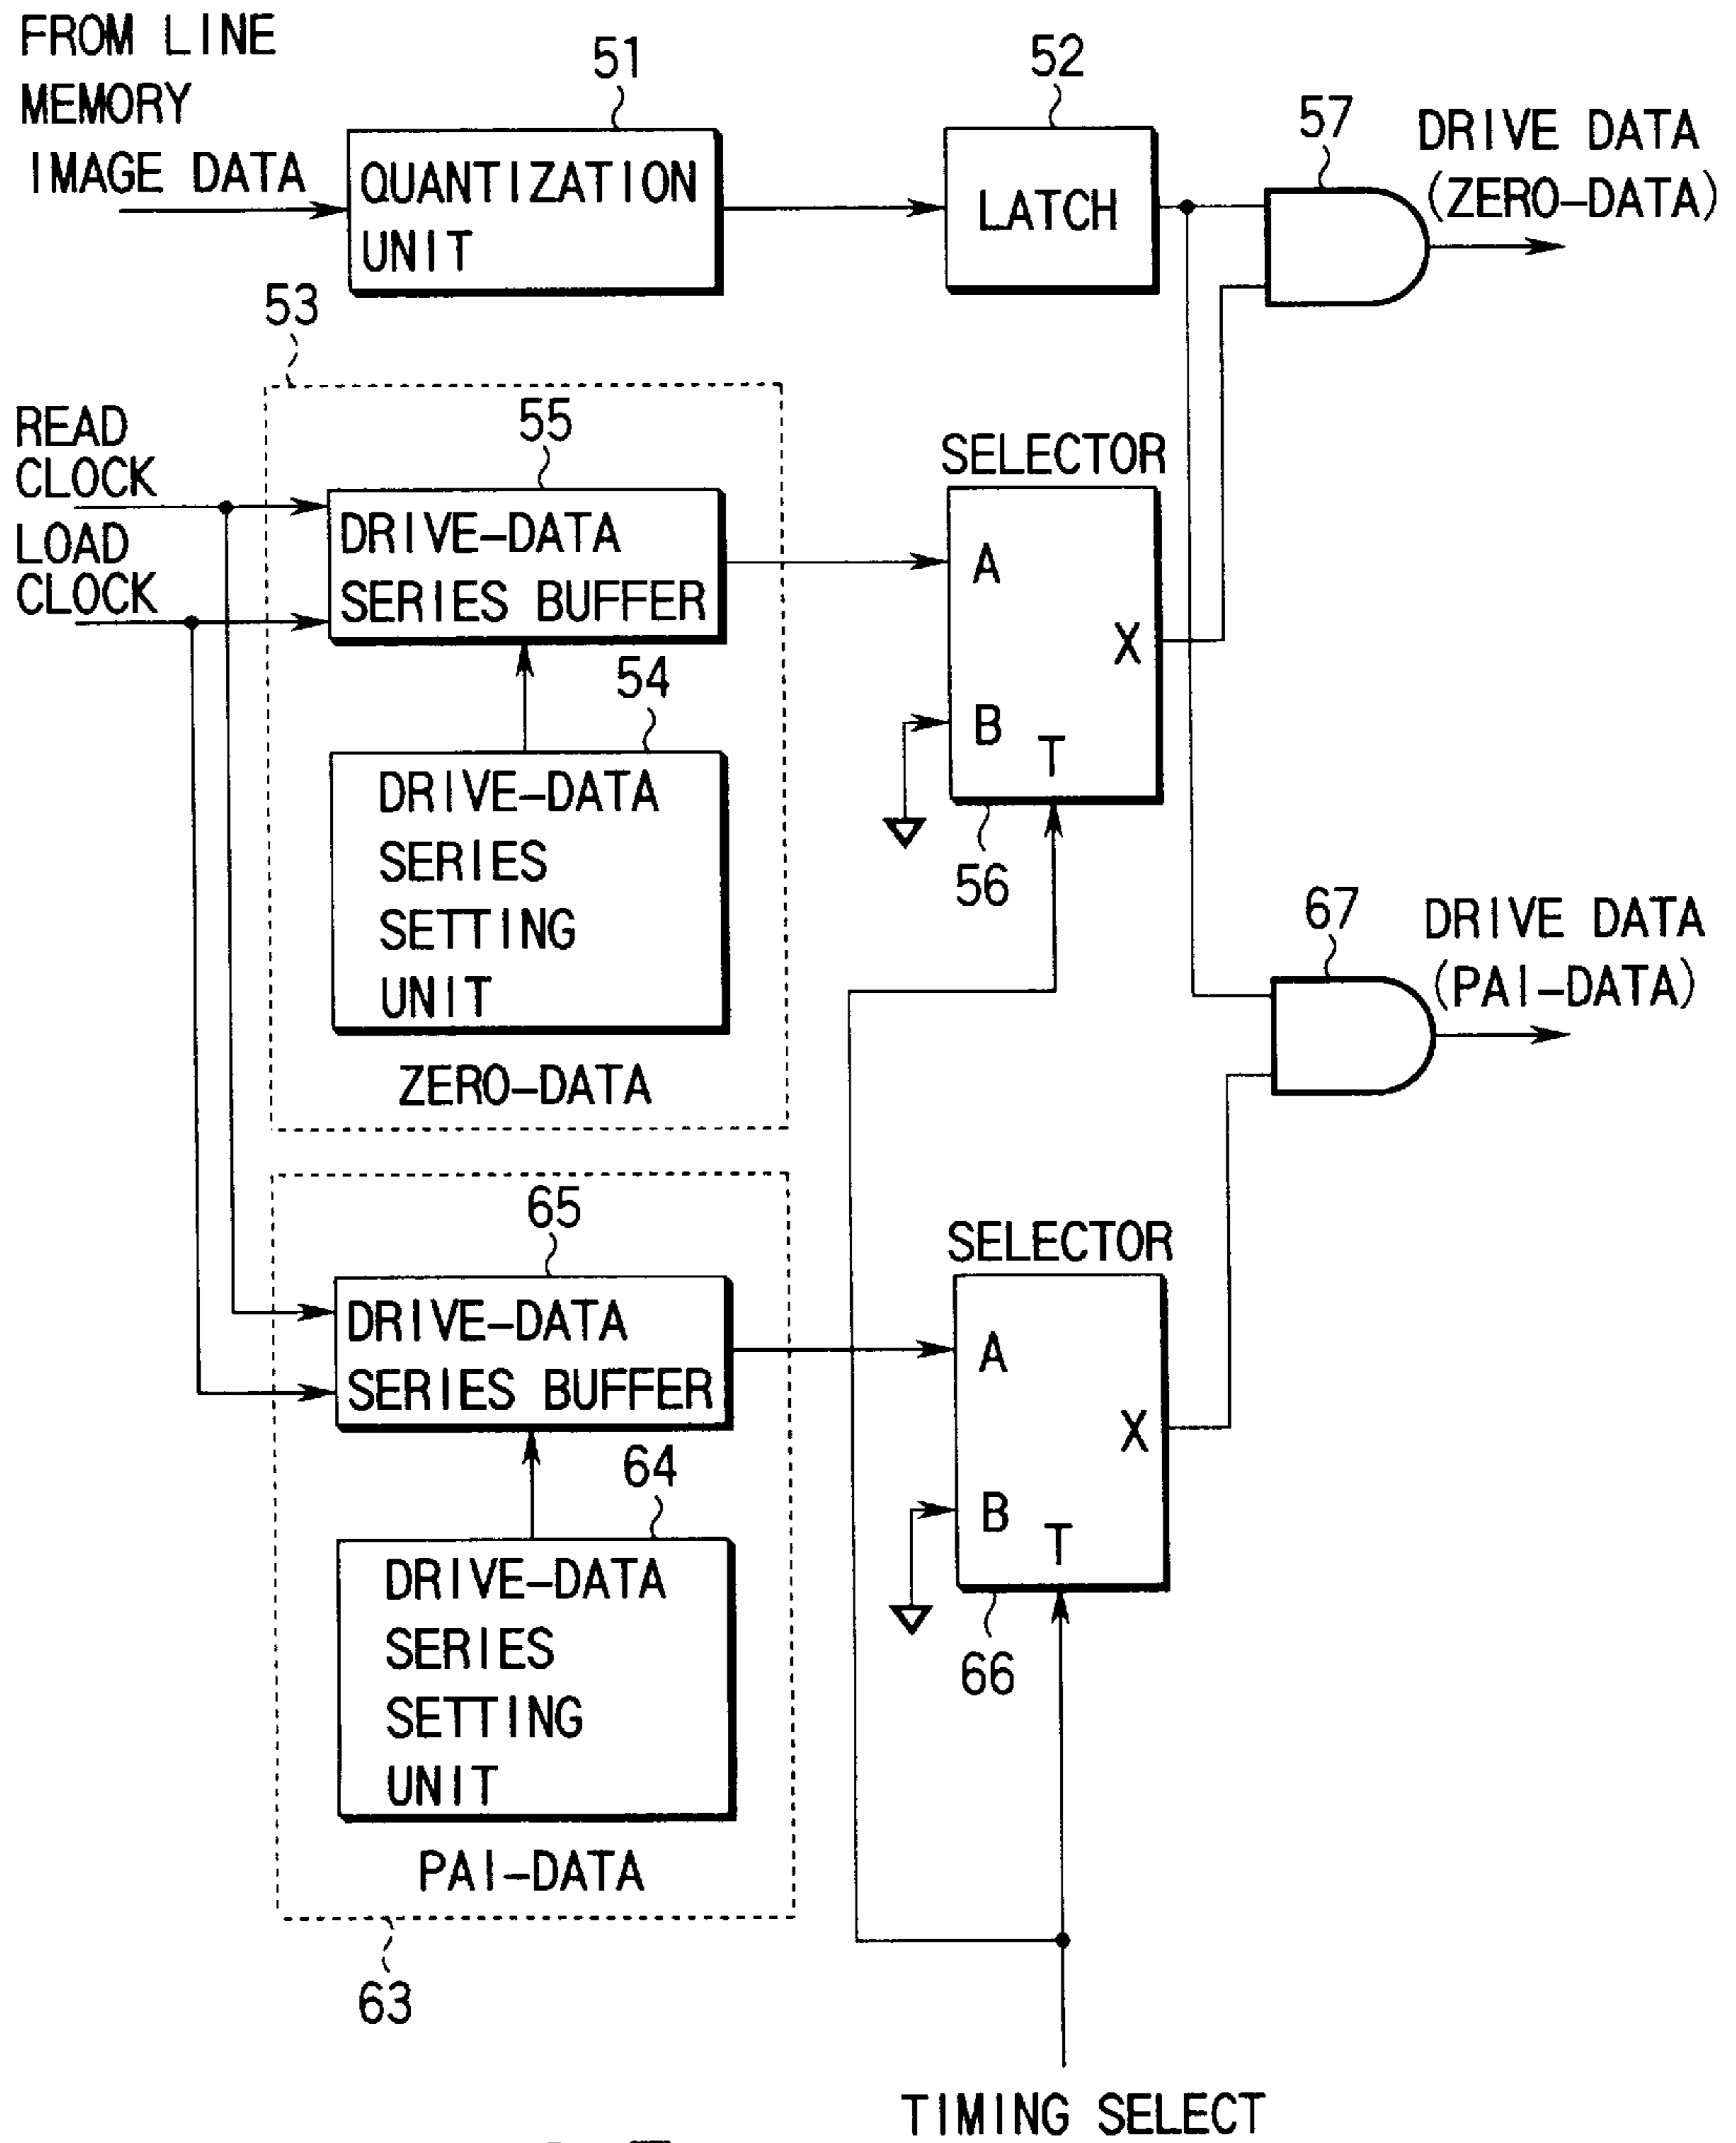 FROM LINE
MEMORY
IMAGE DATA
51
QUANTIZATION
UNIT
52
LATCH
57
DRIVE DATA
(ZERO-DATA)
53
READ
CLOCK
LOAD
CLOCK
55
DRIVE-DATA
SERIES BUFFER
54
DRIVE-DATA
SERIES
SETTING
UNIT
ZERO-DATA
SELECTOR
A
X
B
T
56
67
DRIVE DATA
(PAI-DATA)
65
DRIVE-DATA
SERIES BUFFER
64
DRIVE-DATA
SERIES
SETTING
UNIT
PAI-DATA
63
SELECTOR
A
X
B
T
66
TIMING SELECT